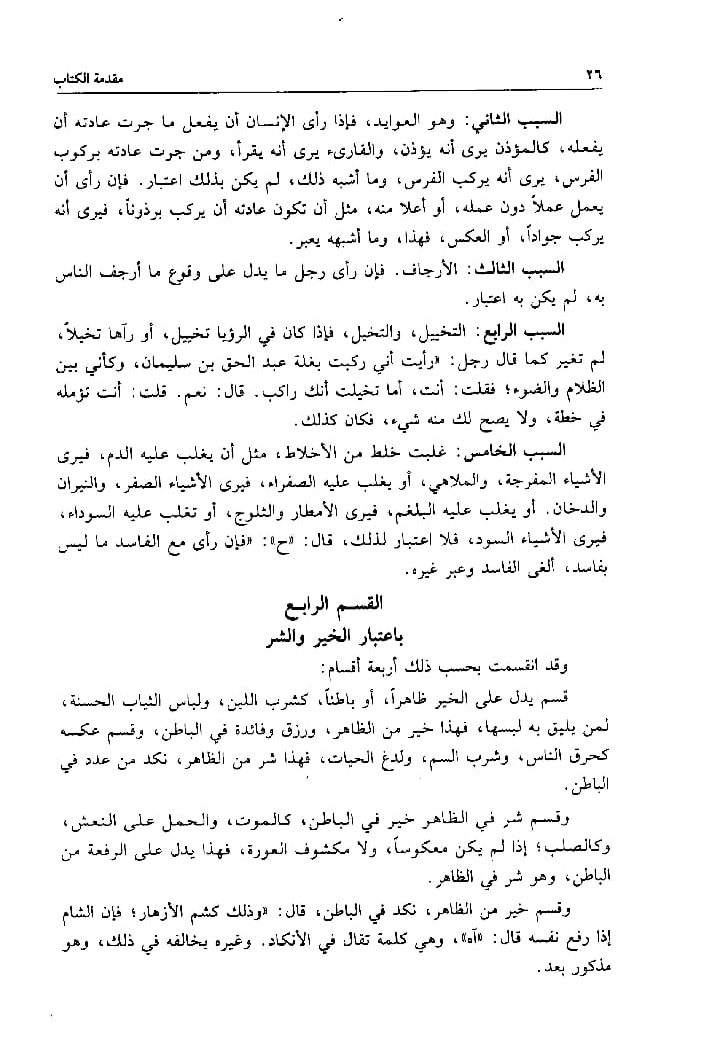 ٢٦ مقدمة الكتاب
السبب الثاني: وهو العوايد، فإذا رأى الإنسان أن يفعل ما جرت عادته أن
يفعله، كالمؤذن يرى أنه يؤذن، والقارىء يرى أنه يقرأ، ومن جرت عادته بركوب
الفرس، يرى أنه يركب الفرس، وما أشبه ذلك، لم يكن بذلك اعتبار. فإن رأى أن
يعمل عملاً دون عمله، أو أعلا منه، مثل أن تكون عادته أن يركب برذوناً، فيرى أنه
يركب جواداً، أو العكس، فهذا، وما أشبهه يعبر.
السبب الثالث: الأرجاف. فإن رأى رجل ما يدل على وقوع ما أرجف الناس
به، لم يكن به اعتبار.
السبب الرابع: التخييل، والتخيل، فإذا كان في الرؤيا تخييل، أو رآها تخيلاً،
لم تغير كما قال رجل: «رأيت أني ركبت بغلة عبد الحق بن سليمان، وكأني بين
الظلام والضوء؛ فقلت: أنت، أما تخيلت أنك راكب. قال: نعم. قلت: أنت تؤمله
في خطة، ولا يصح لك منه شيء، فكان كذلك.
السبب الخامس: غلبت خلط من الأخلاط، مثل أن يغلب عليه الدم، فيرى
الأشياء المفرجة، والملاهي، أو يغلب عليه الصفراء، فيرى الأشياء الصفر، والنيران
والدخان. أو يغلب عليه البلغم، فيرى الأمطار والثلوج، أو تغلب عليه السوداء،
فيرى الأشياء السود، فلا اعتبار لذلك، قال: «ح»: «فإن رأى مع الفاسد ما ليس
بفاسد، ألغى الفاسد وعبر غيره.
القسم الرابع
باعتبار الخير والشر
وقد انقسمت بحسب ذلك أربعة أقسام:
قسم يدل على الخير ظاهراً، أو باطناً، كشرب اللبن، ولباس الثياب الحسنة،
لمن يليق به لبسها، فهذا خير من الظاهر، ورزق وفائدة في الباطن، وقسم عكسه
كحرق الناس، وشرب السم، ولدغ الحيات، فهذا شر من الظاهر، نكد من عدد في
الباطن.
وقسم شر في الظاهر خير في الباطن، كالموت، والحمل على النعش،
وكالصلب؛ إذا لم يكن معكوساً، ولا مكشوف العورة، فهذا يدل على الرفعة من
الباطن، وهو شر في الظاهر.
وقسم خير من الظاهر، نكد في الباطن، قال: «وذلك كشم الأزهار؛ فإن الشام
إذا رفع نفسه قال: «آه»، وهي كلمة تقال في الأنكاد. وغيره يخالفه في ذلك، وهو
مذكور بعد.